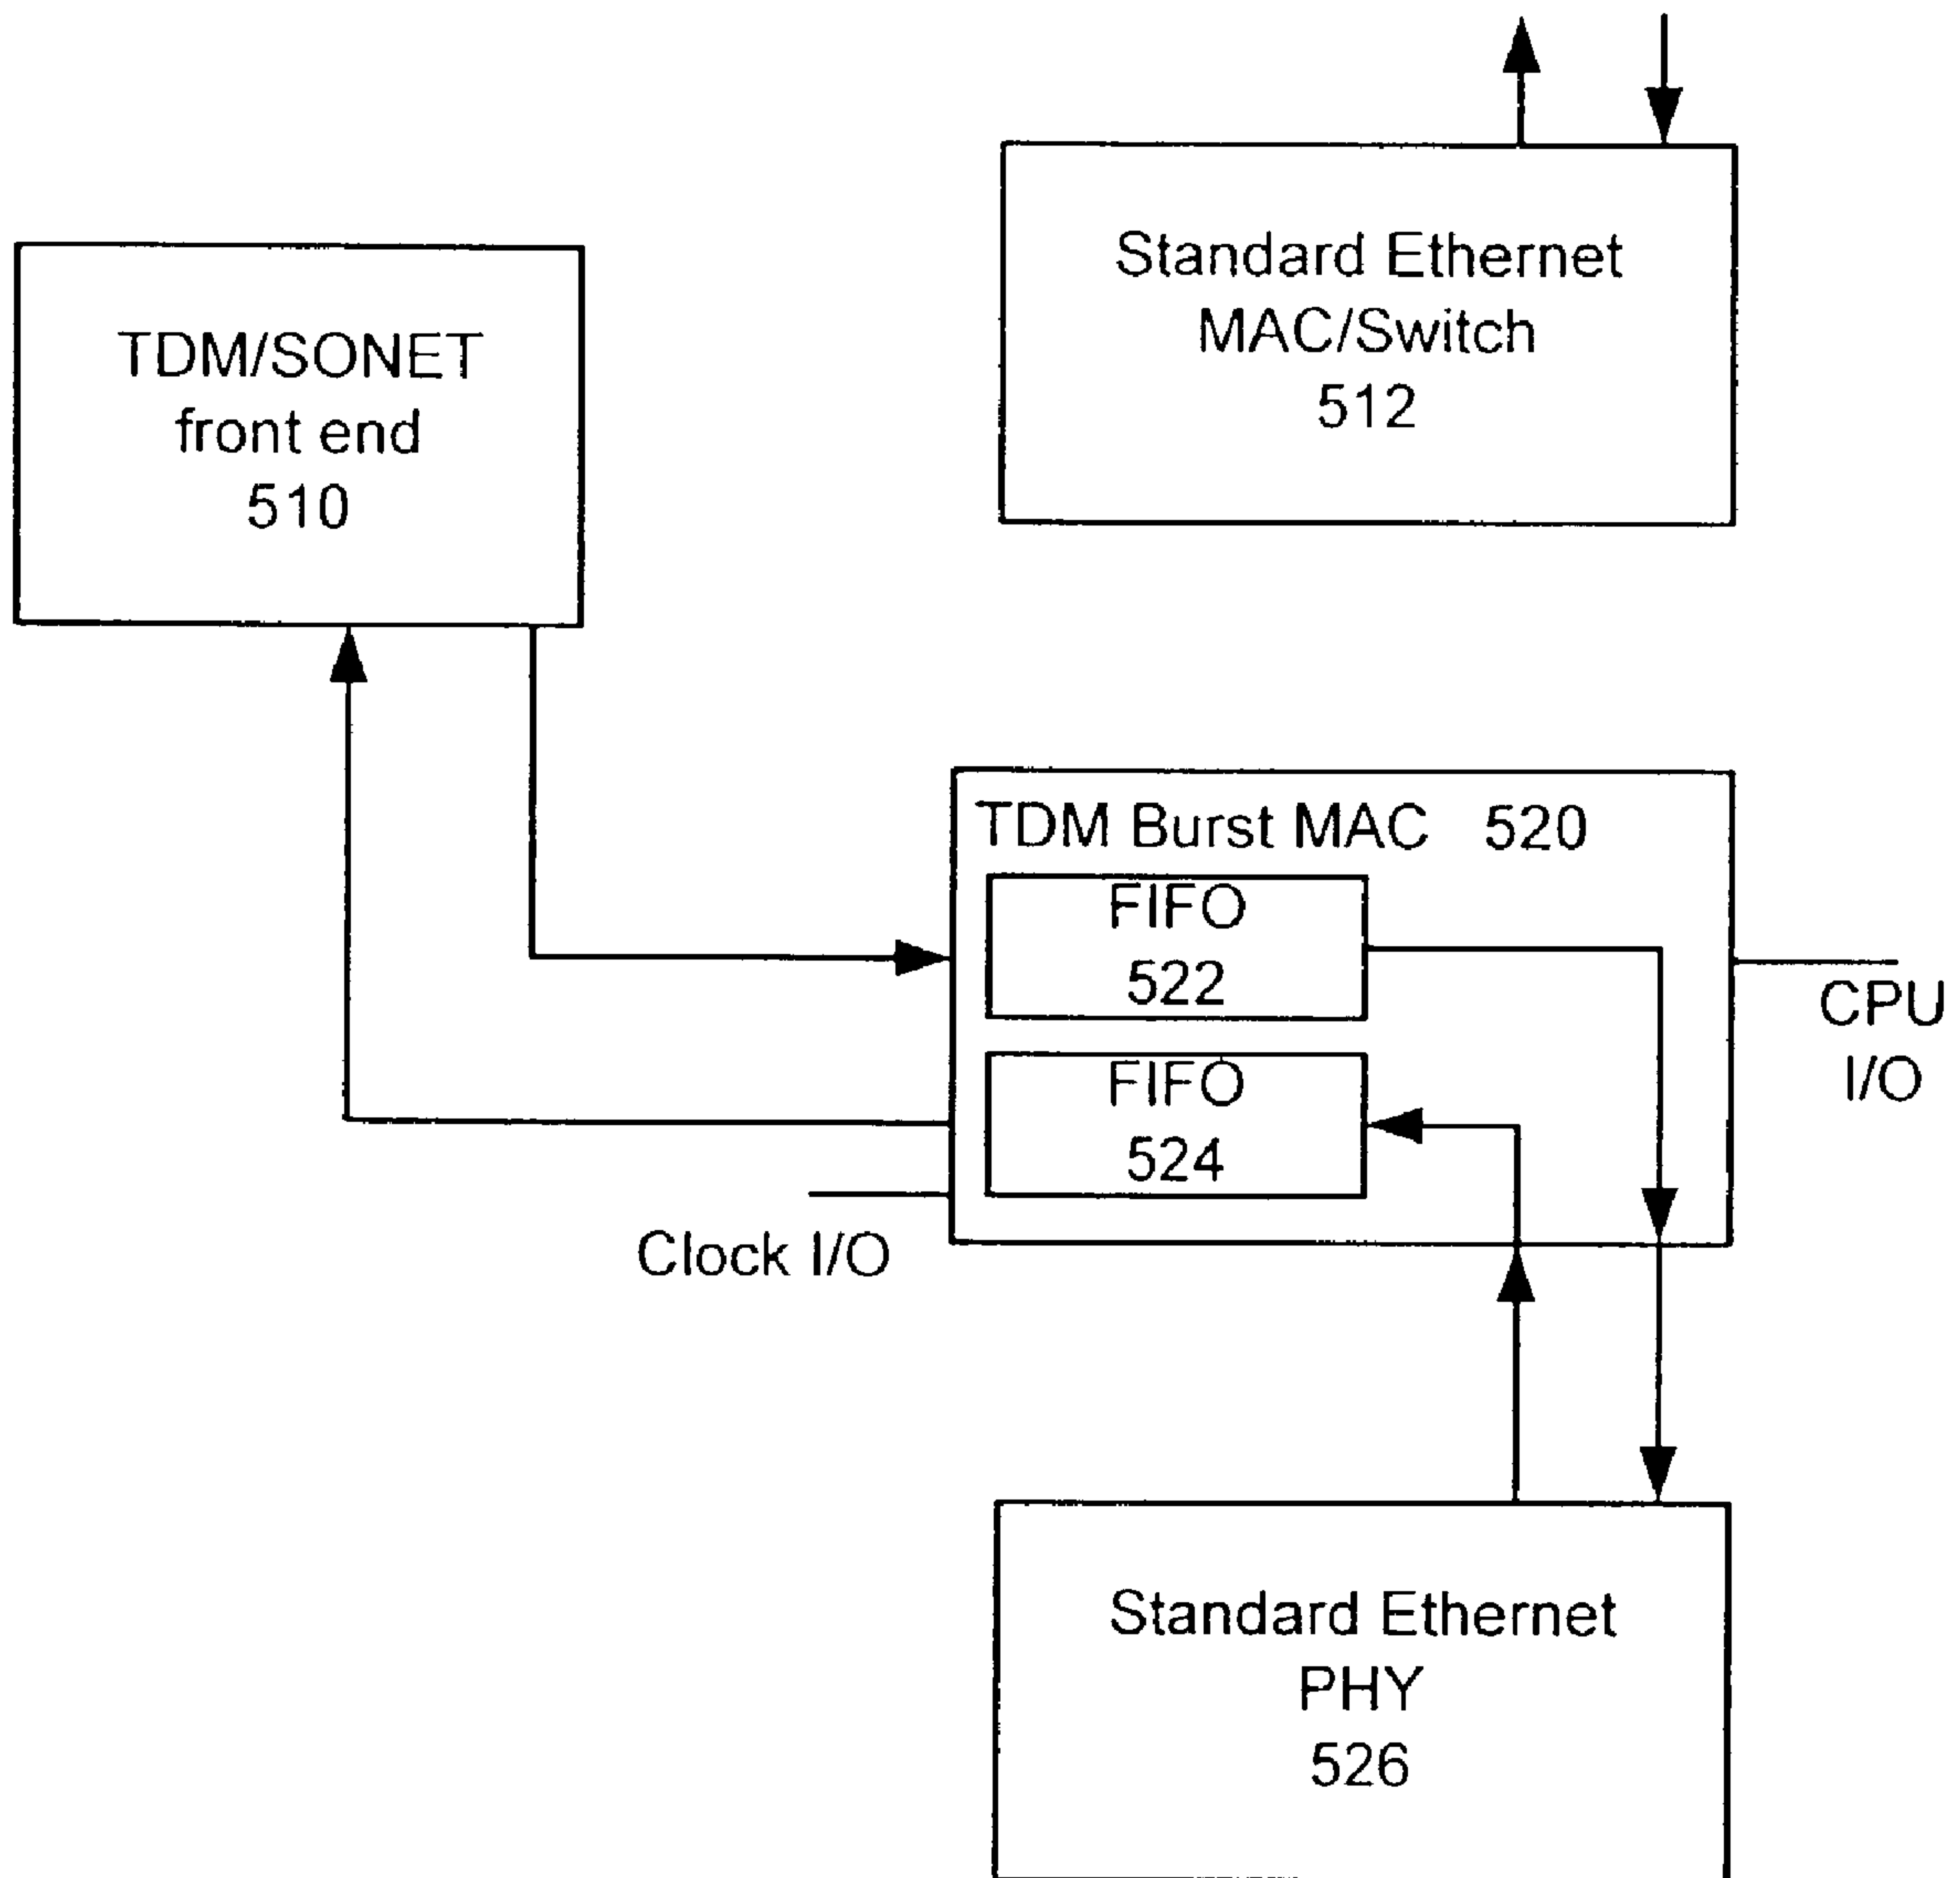 Standard Ethernet
MAC/Switch
512
TDM/SONET
front end
510
TDM Burst MAC 520
FIFO
522
FIFO
524
CPU
I/O
Clock I/O
Standard Ethernet
PHY
526